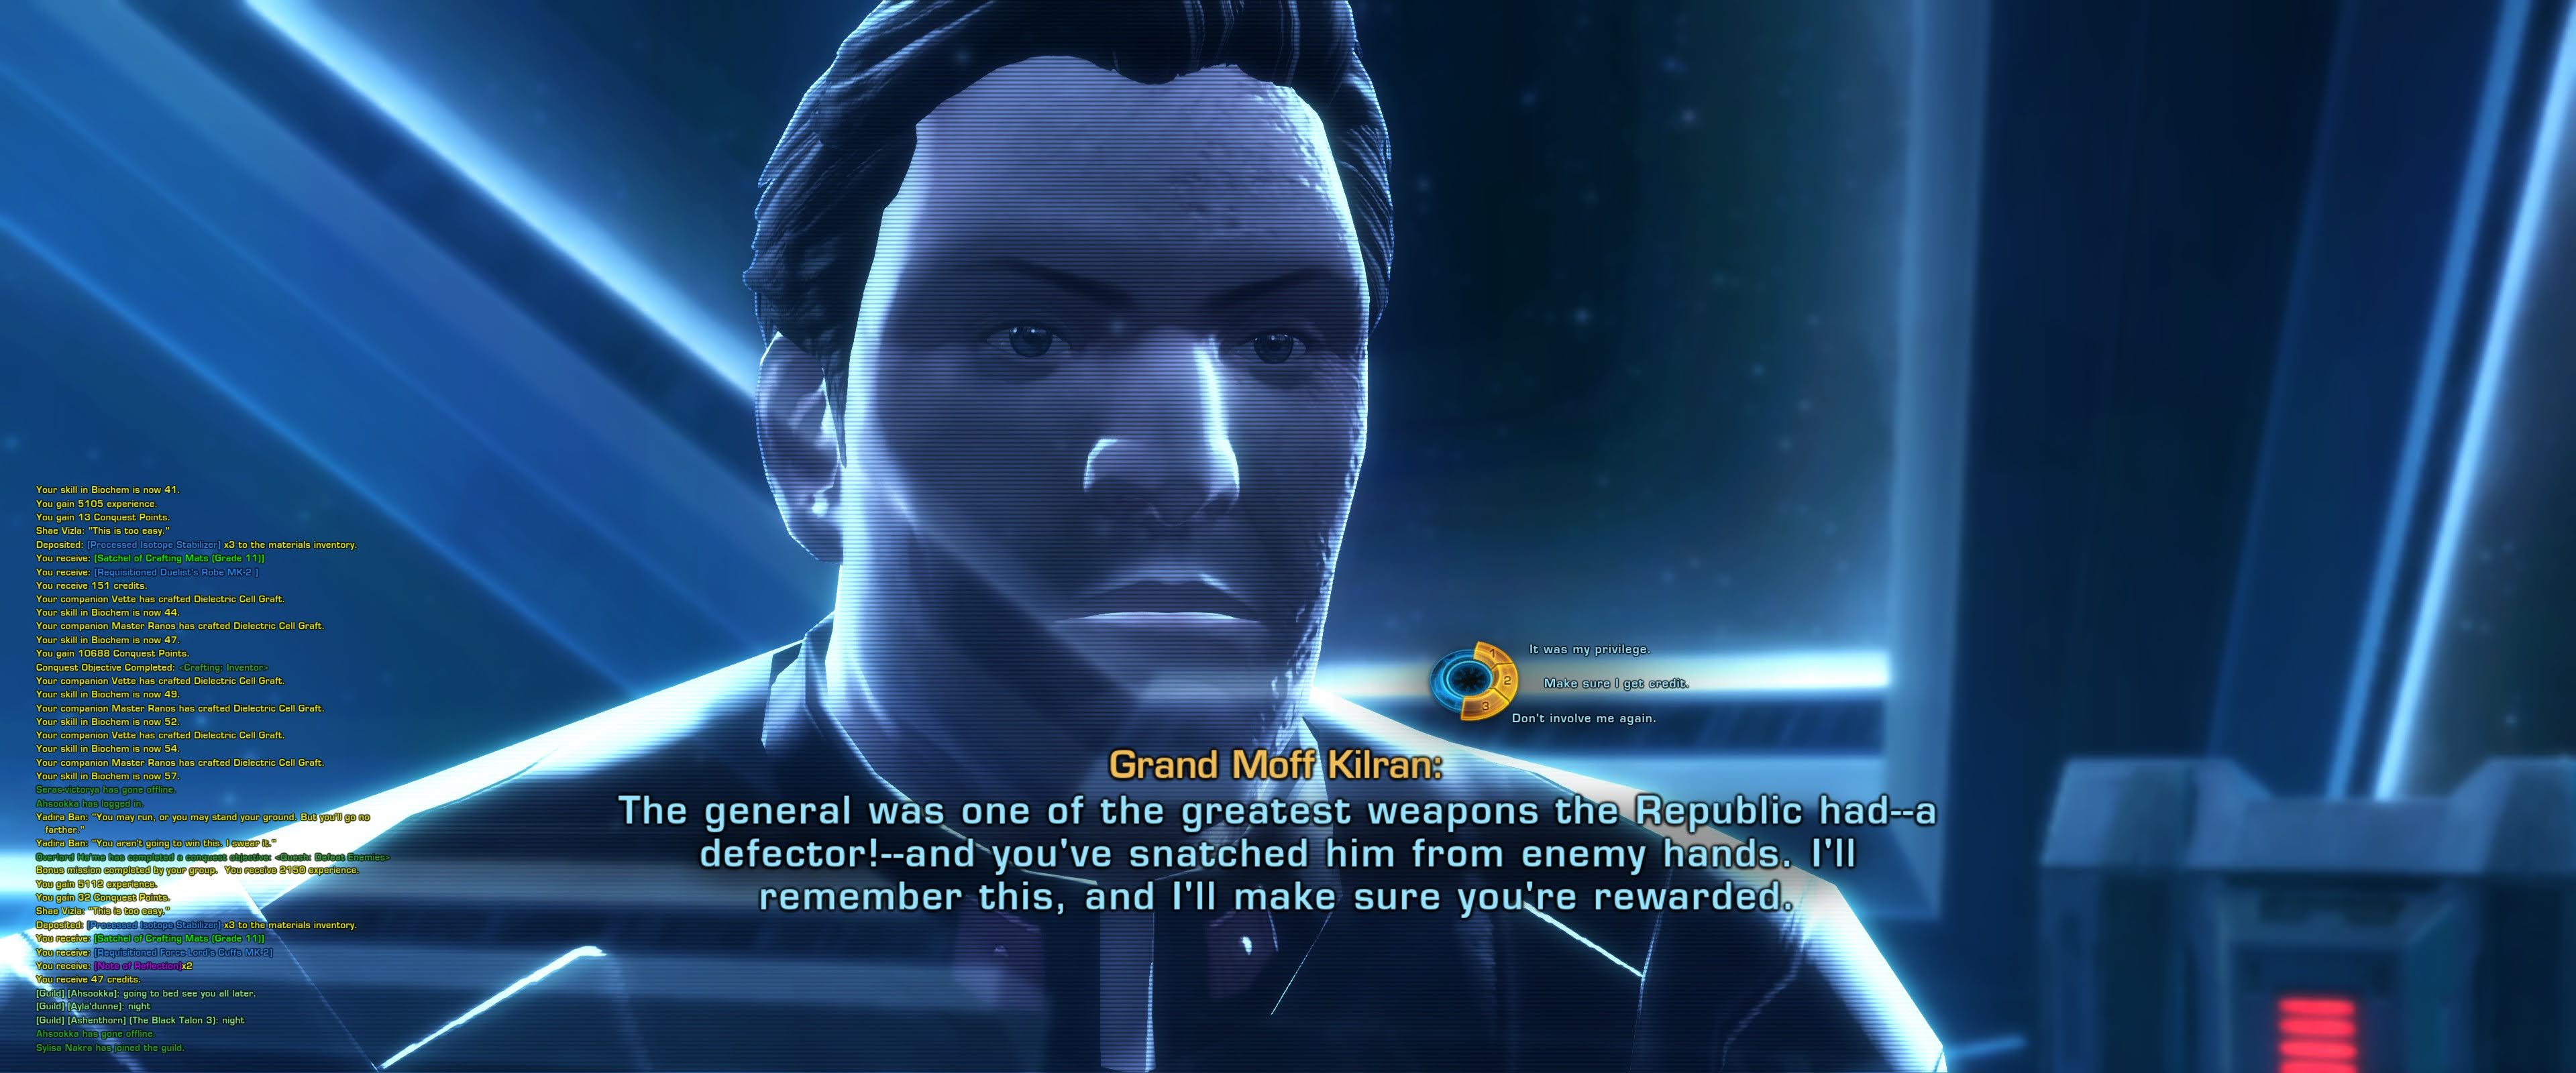 Your skill in Biochem is now 41.
You gain 5105 experience.
You gain 13 Conquest Points.
Shae Vizla: "This is too easy."
Deposited: [Processed Isotope Stabilizer] x3 to the materials inventory.
You receive: [Satchel of Crafting Mats (Grade 11)]
You receive: [Requisitioned Duelist's Robe MK-2 ]
You receive 151 credits.
Your companion Vette has crafted Dielectric Cell Graft.
Your skill in Biochem is now 44.
Your companion Master Ranos has crafted Dielectric Cell Graft.
Your skill in Biochem is now 47.
You gain 10688 Conquest Points.
Conquest Objective Completed: <Crafting: Inventor>
Your companion Vette has crafted Dielectric Cell Graft.
Your skill in Biochem is now 49.
Your companion Master Ranos has crafted Dielectric Cell Graft.
Your skill in Biochem is now 52.
Your companion Vette has crafted Dielectric Cell Graft.
Your skill in Biochem is now 54.
Your companion Master Ranos has crafted Dielectric Cell Graft.
Your skill in Biochem is now 57.
Seras-victorya has gone offline.
Ahsookka has logged in.
Yadira Ban: "You may run, or you may stand your ground. But you'll go no
farther."
Yadira Ban: "You aren't going to win this. I swear it."
Overlord Ha'me has completed a conquest objective: <Quesh: Defeat Enemies>
Bonus mission completed by your group. You receive 2150 experience.
You gain 5112 experience.
You gain 32 Conquest Points.
Shae Vizla: "This is too easy."
Deposited: [Processed Isotope Stabilizer] x3 to the materials inventory.
You receive: [Satchel of Crafting Mats (Grade 11)]
You receive: [Requisitioned Force-Lord's Cuffs MK-2]
You receive: [Note of Reflection]x2
You receive 47 credits.
[Guild] [Ahsookka]: going to bed see you all later.
[Guild] [Ayla'dunne]: night
[Guild] [Ashenthorn] (The Black Talon 3): night
Ahsookka has gone offline.
Sylisa Nakra has joined the guild.
1 It was my privilege.
2 Make sure I get credit.
3 Don't involve me again.
Grand Moff Kilran:
The general was one of the greatest weapons the Republic had--a
defector!--and you've snatched him from enemy hands. I'll
remember this, and I'll make sure you're rewarded.